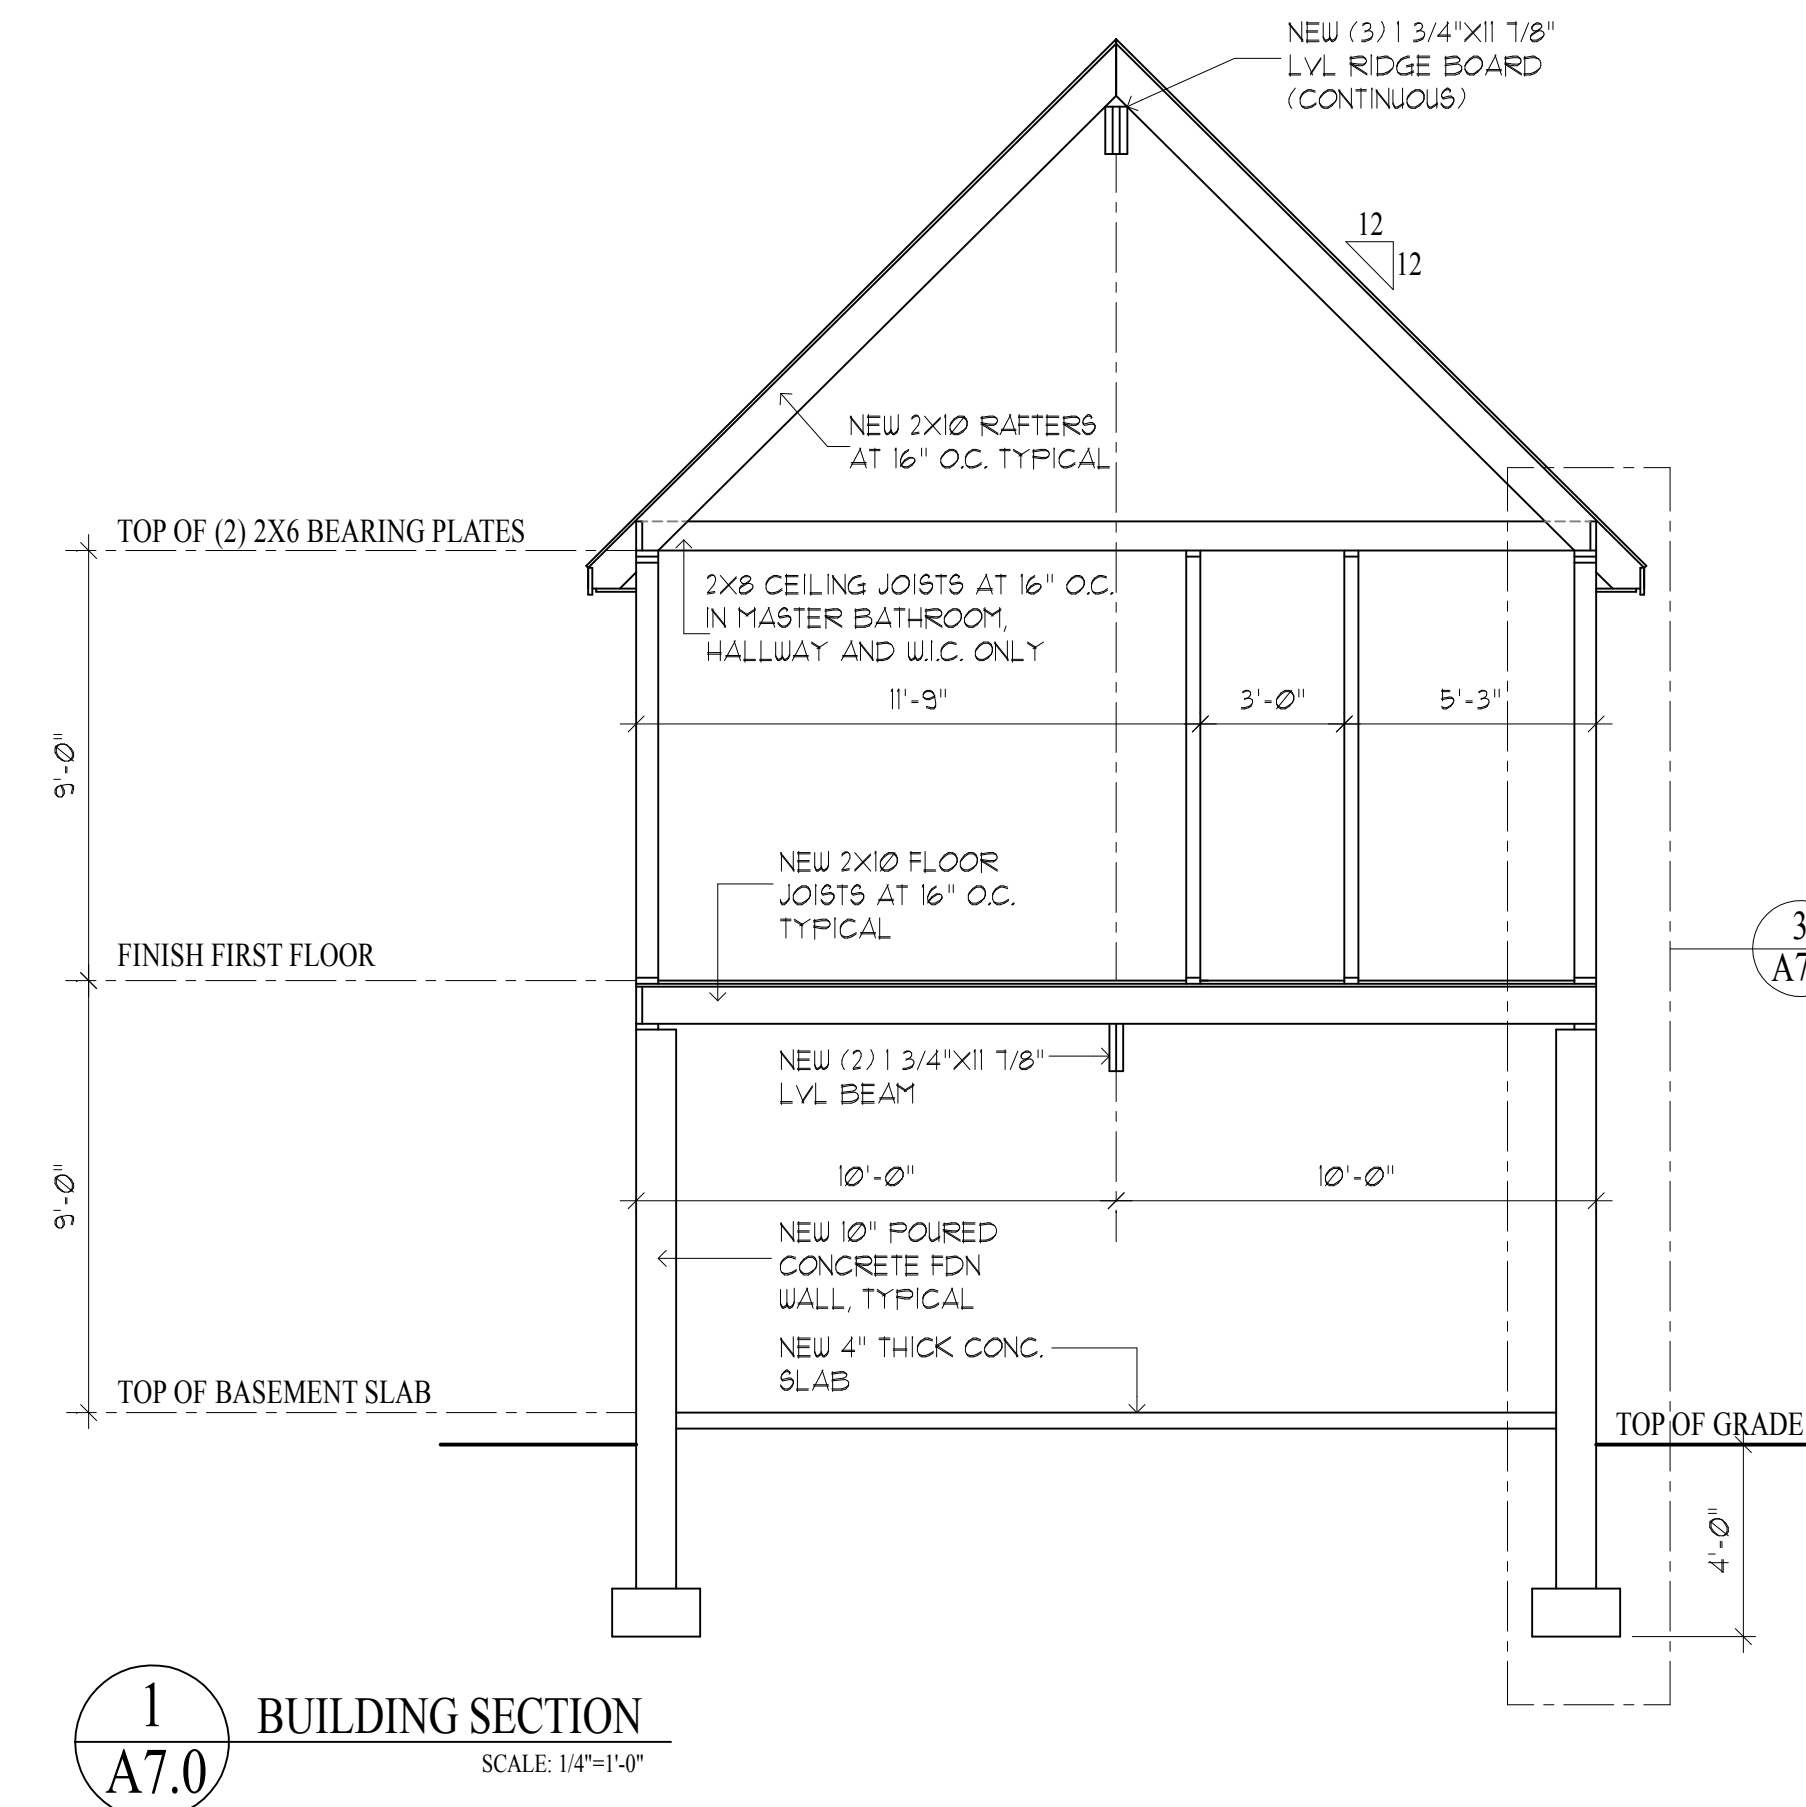 NEW (3) 1 3/4"X11 7/8"
LVL RIDGE BOARD
(CONTINUOUS)
12
12
NEW 2X10 RAFTERS
AT 16" O.C. TYPICAL
TOP OF (2) 2X6 BEARING PLATES
2X8 CEILING JOISTS AT 16" O.C.
IN MASTER BATHROOM,
HALLWAY AND W.I.C. ONLY
11'-9"
3'-0"
5'-3"
9'-0"
NEW 2X10 FLOOR
JOISTS AT 16" O.C.
TYPICAL
FINISH FIRST FLOOR
3
A7
NEW (2) 1 3/4"X11 7/8"
LVL BEAM
9'-0"
10'-0"
10'-0"
NEW 10" POURED
CONCRETE FDN
WALL, TYPICAL
NEW 4" THICK CONC.
SLAB
TOP OF BASEMENT SLAB
TOP OF GRADE
4'-0"
1
A7.0
BUILDING SECTION
SCALE: 1/4"=1'-0"